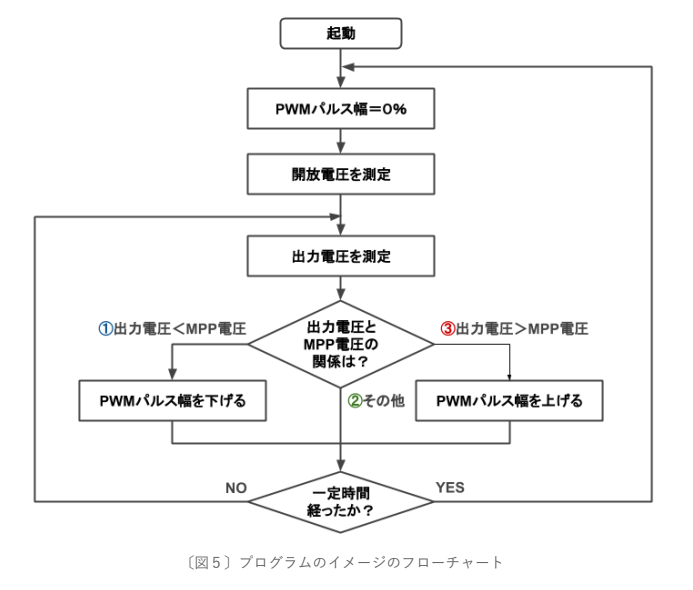 起動
PWMパルス幅=0%
開放電圧を測定
出力電圧を測定
①出力電圧<MPP電圧
出力電圧と
MPP電圧の
関係は?
③出力電圧>MPP電圧
PWMパルス幅を下げる
②その他
PWMパルス幅を上げる
NO
一定時間
経ったか?
YES
〔図5〕プログラムのイメージのフローチャート